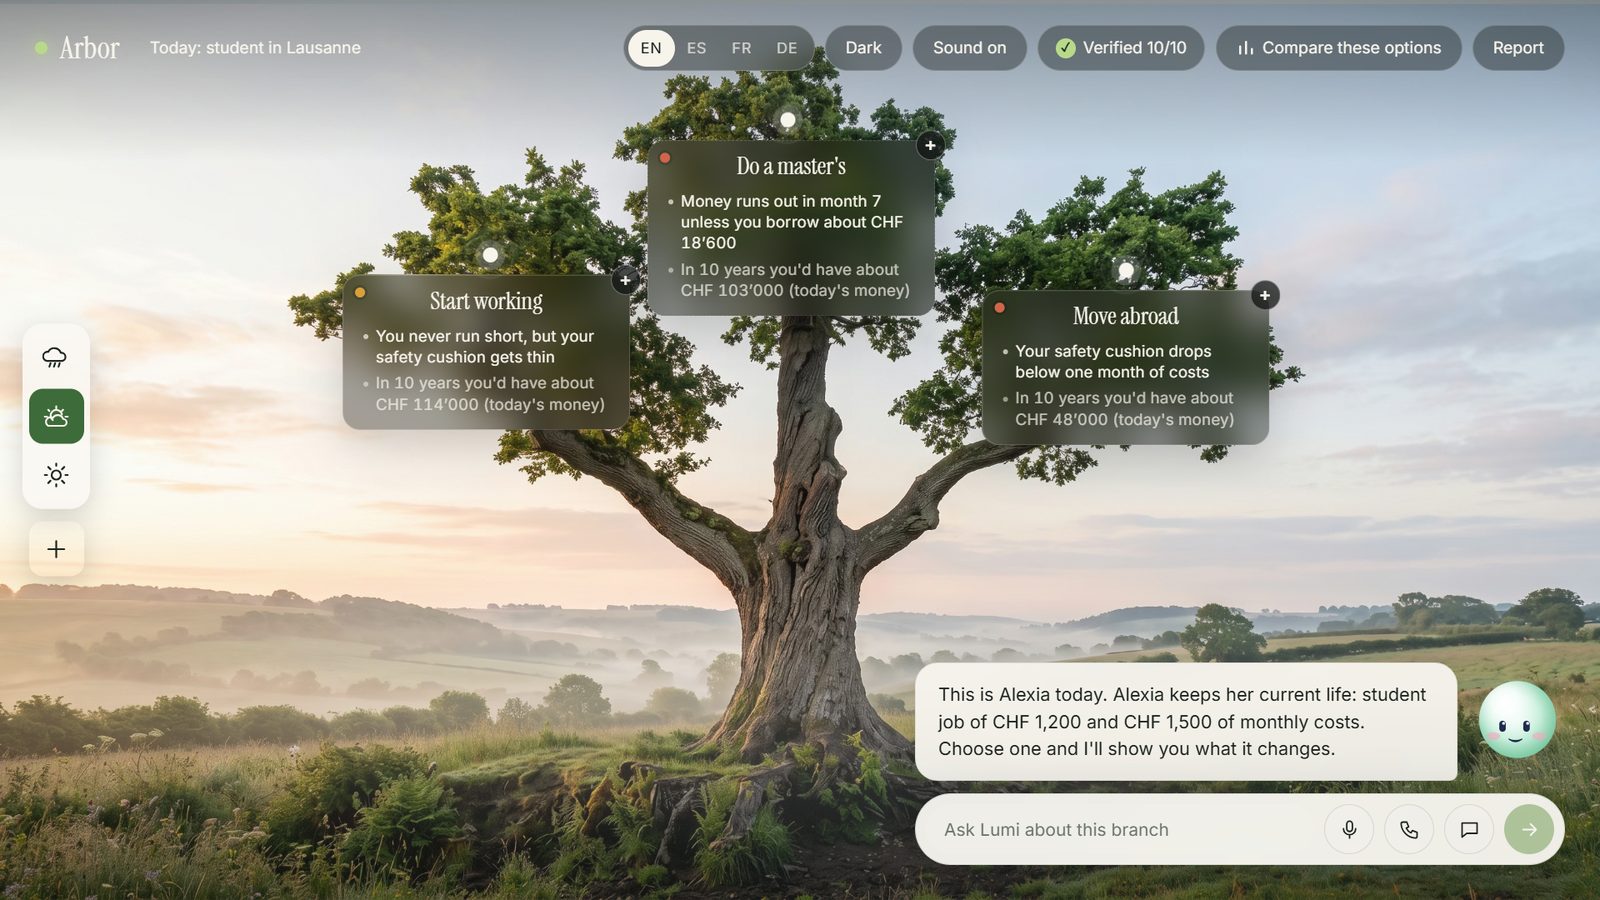 Arbor
Today: student in Lausanne
EN ES FR DE
Dark
Sound on
Verified 10/10
Compare these options
Report
Do a master's
Money runs out in month 7
unless you borrow about CHF
18’600
In 10 years you'd have about
CHF 103’000 (today's money)
Start working
You never run short, but your
safety cushion gets thin
In 10 years you'd have about
CHF 114’000 (today's money)
Move abroad
Your safety cushion drops
below one month of costs
In 10 years you'd have about
CHF 48’000 (today's money)
This is Alexia today. Alexia keeps her current life: student
job of CHF 1,200 and CHF 1,500 of monthly costs.
Choose one and I'll show you what it changes.
Ask Lumi about this branch